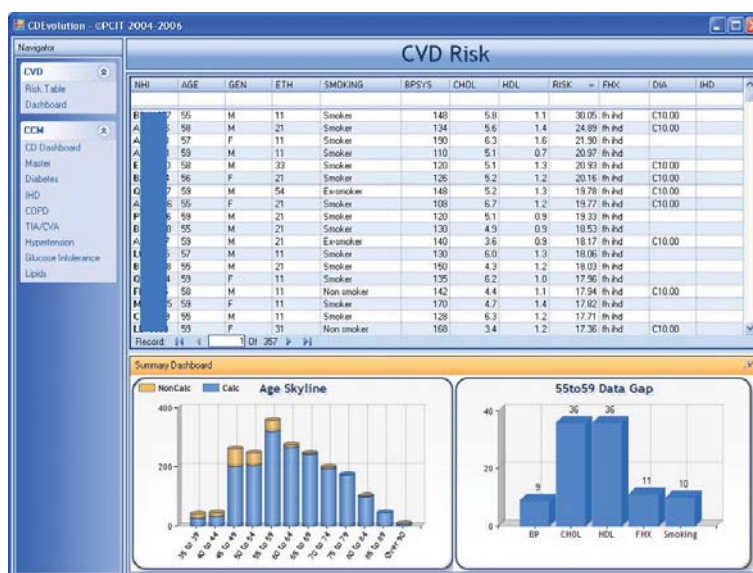 CDEvolution - ©PCIT 2004-2006
Navigator
CVD
Risk Table
Dashboard
CCM
CD Dashboard
Master
Diabetes
IHD
COPD
TIA/CVA
Hypertension
Glucose Intolerance
Lipids
CVD Risk
NHI AGE GEN ETH SMOKING BPSYS CHOL HDL RISK FHX DIA IHD
55 M 11 Smoker 148 5.8 1.1 30.05 fh ihd C10.00
58 M 21 Smoker 134 5.6 1.4 24.89 fh ihd C10.00
57 F 11 Smoker 190 6.3 1.6 21.90 fh ihd
59 M 11 Smoker 110 5.1 0.7 20.97 fh ihd
58 M 33 Smoker 120 5.1 1.3 20.93 fh ihd C10.00
56 F 21 Smoker 126 5.2 1.2 20.16 fh ihd C10.00
59 M 54 Ex-smoker 148 5.2 1.3 19.78 fh ihd C10.00
55 F 21 Smoker 108 6.7 1.2 19.77 fh ihd C10.00
59 M 11 Smoker 120 5.1 0.9 19.33 fh ihd
55 M 21 Smoker 130 4.9 0.9 18.53 fh ihd
59 M 21 Ex-smoker 140 3.6 0.9 18.17 fh ihd C10.00
57 M 11 Smoker 130 6.0 1.3 18.06 fh ihd
55 M 21 Smoker 150 4.3 1.2 18.03 fh ihd
59 F 11 Smoker 135 6.2 1.0 17.96 fh ihd
58 M 11 Non smoker 142 4.4 1.1 17.94 fh ihd C10.00
59 F 11 Smoker 170 4.7 1.4 17.82 fh ihd
55 M 11 Smoker 128 6.3 1.2 17.71 fh ihd
59 F 31 Non smoker 168 3.4 1.2 17.36 fh ihd C10.00
Record: 1 Of 357
Summary Dashboard
NonCalc Calc Age Skyline
400
200
0
35 to 39 40 to 44 45 to 49 50 to 54 55 to 59 60 to 64 65 to 69 70 to 74 75 to 79 80 to 84 85 to 89 Over 90
55to59 Data Gap
40
20
0
9 36 36 11 10
BP CHOL HDL FHX Smoking